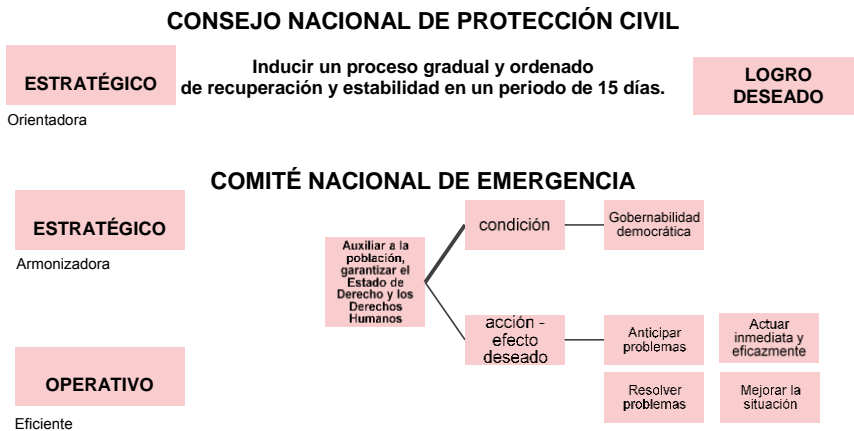 CONSEJO NACIONAL DE PROTECCIÓN CIVIL
ESTRATÉGICO
Orientadora
Inducir un proceso gradual y ordenado
de recuperación y estabilidad en un periodo de 15 días.
LOGRO
DESEADO
COMITÉ NACIONAL DE EMERGENCIA
ESTRATÉGICO
Armonizadora
Auxiliar a la
población,
garantizar el
Estado de
Derecho y los
Derechos
Humanos
condición
Gobernabilidad
democrática
acción -
efecto
deseado
Anticipar
problemas
Actuar
inmediata y
eficazmente
Resolver
problemas
Mejorar la
situación
OPERATIVO
Eficiente